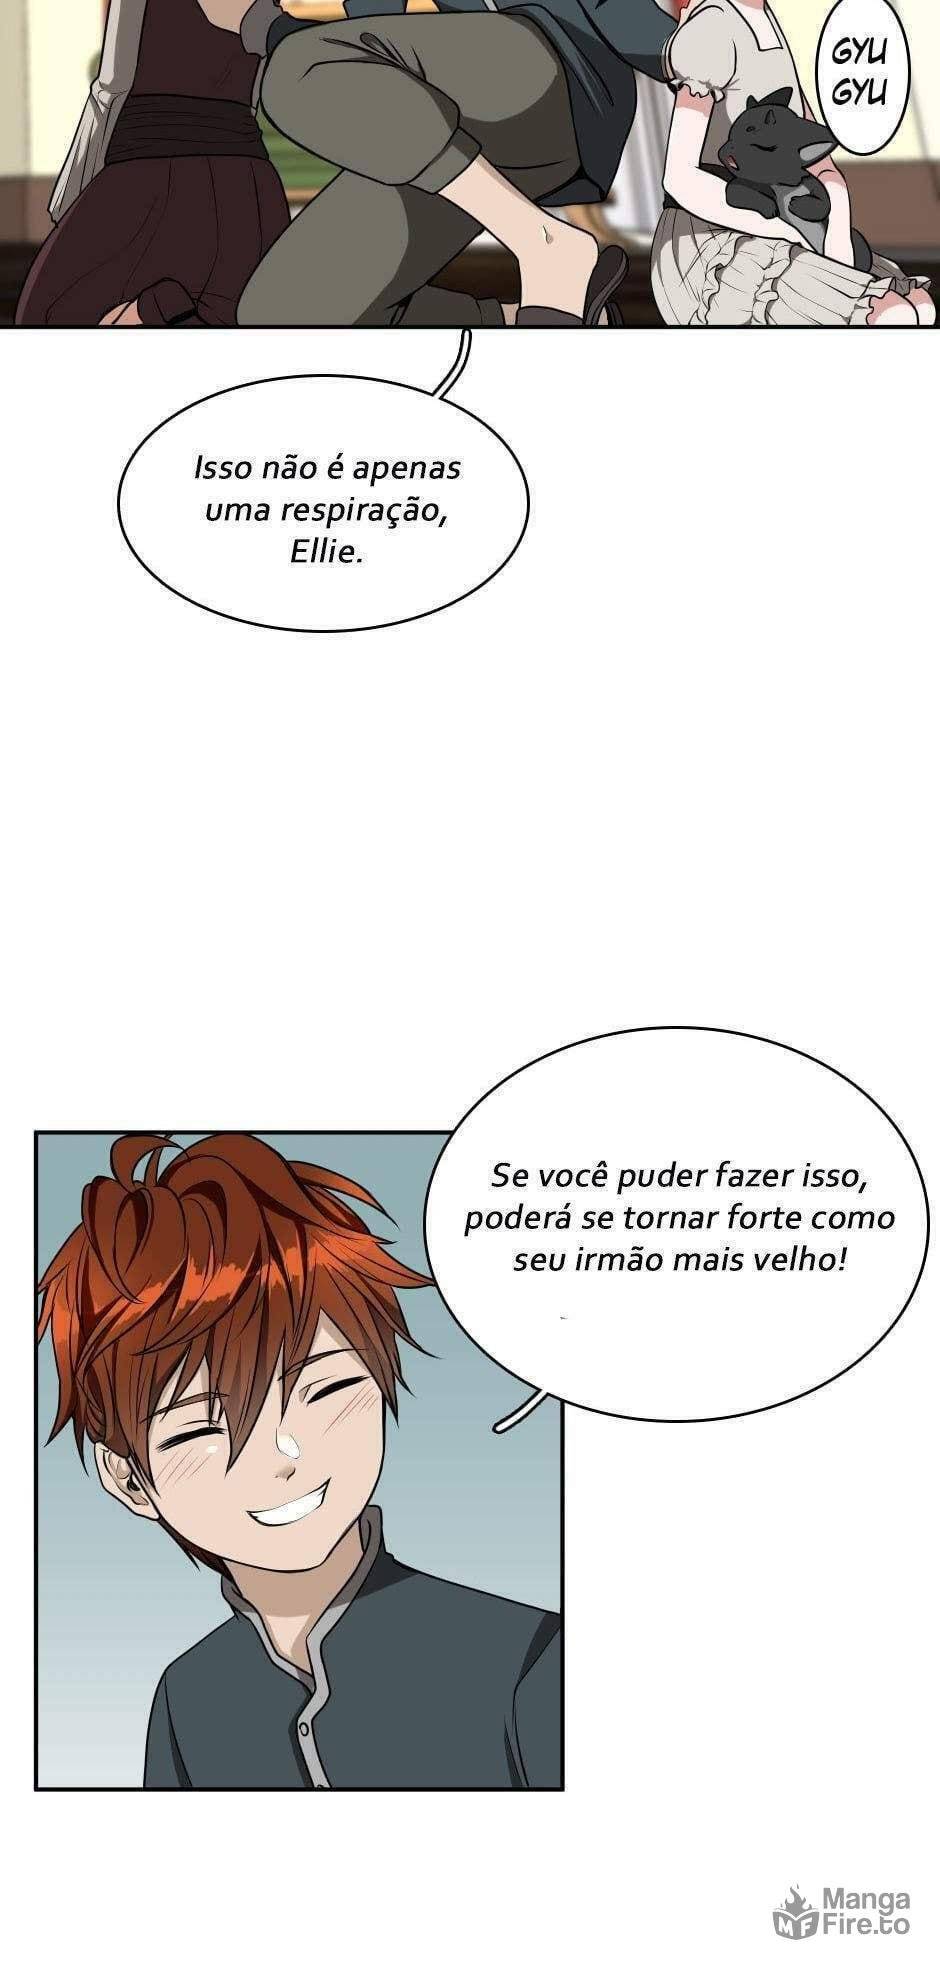 GYU
GYU
Isso não é apenas
uma respiração,
Ellie.
Se você puder fazer isso,
poderá se tornar forte como
seu irmão mais velho!
MF
Manga
Fire.to